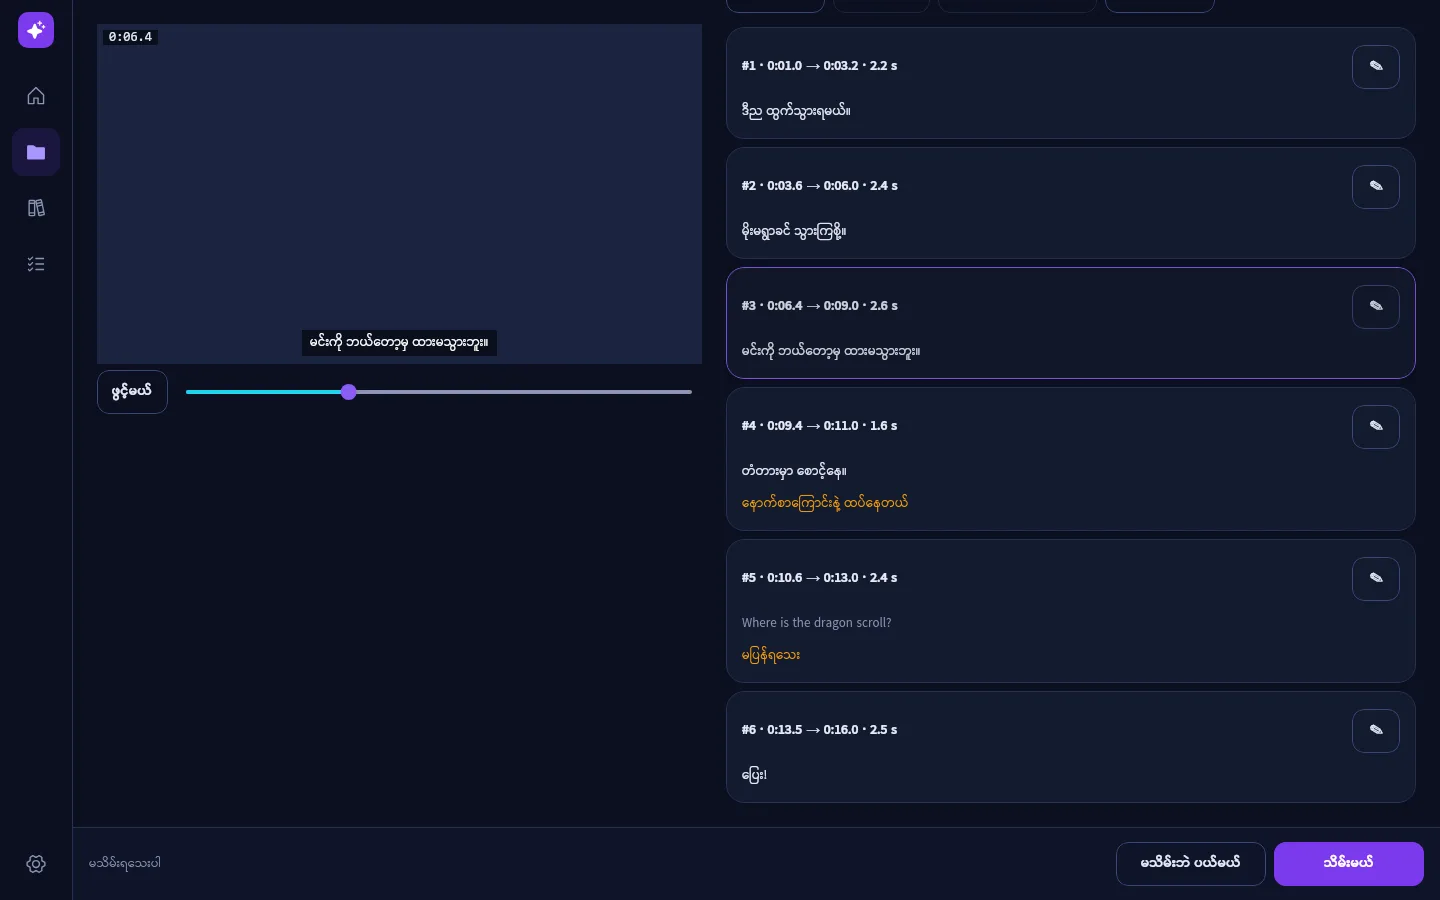 0:06.4
မင်းကို ဘယ်တော့မှ ထားမသွားဘူး။
ဖွင့်မယ်
#1 · 0:01.0 → 0:03.2 · 2.2 s
ဒီည ထွက်သွားရမယ်။
#2 · 0:03.6 → 0:06.0 · 2.4 s
မိုးမရွာခင် သွားကြစို့။
#3 · 0:06.4 → 0:09.0 · 2.6 s
မင်းကို ဘယ်တော့မှ ထားမသွားဘူး။
#4 · 0:09.4 → 0:11.0 · 1.6 s
တံတားမှာ စောင့်နေ။
နောက်စာကြောင်းနဲ့ ထပ်နေတယ်
#5 · 0:10.6 → 0:13.0 · 2.4 s
Where is the dragon scroll?
မပြန်ရသေး
#6 · 0:13.5 → 0:16.0 · 2.5 s
ပြေး!
မသိမ်းရသေးပါ
မသိမ်းဘဲ ပယ်မယ်
သိမ်းမယ်